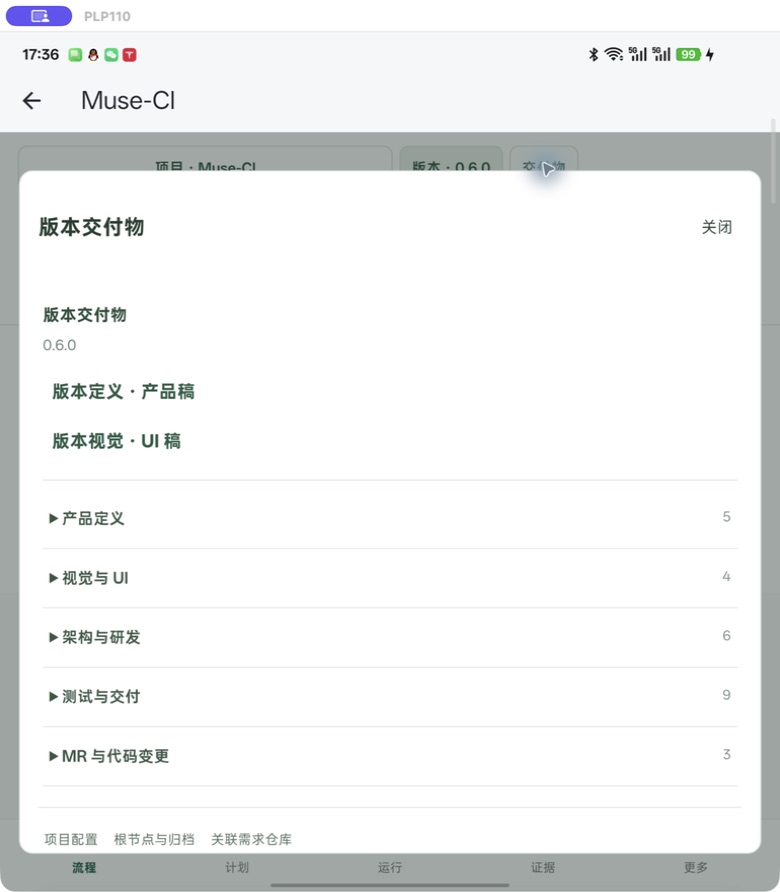 PLP110
17:36
5G 5G 99
Muse-CI
项目 · Muse-CI 版本 · 0.6.0 交付物
版本交付物 关闭
版本交付物
0.6.0
版本定义 · 产品稿
版本视觉 · UI 稿
▶ 产品定义 5
▶ 视觉与 UI 4
▶ 架构与研发 6
▶ 测试与交付 9
▶ MR 与代码变更 3
项目配置 根节点与归档 关联需求仓库
流程 计划 运行 证据 更多